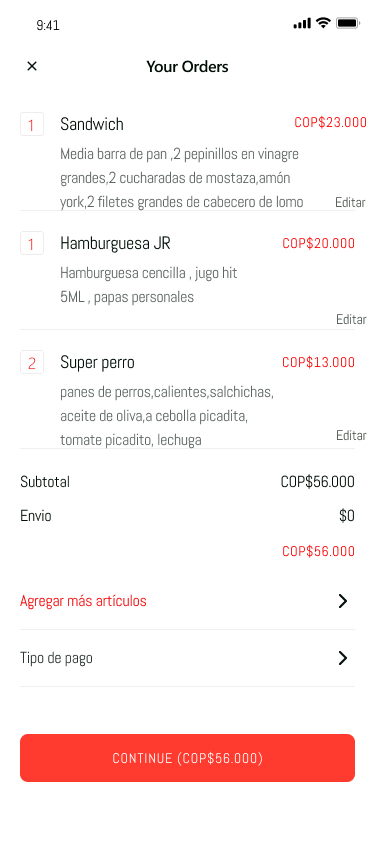 9:41
Your Orders
1 Sandwich COP$23.000
Media barra de pan ,2 pepinillos en vinagre
grandes,2 cucharadas de mostaza,amón
york,2 filetes grandes de cabecero de lomo Editar
1 Hamburguesa JR COP$20.000
Hamburguesa cencilla , jugo hit
5ML , papas personales
Editar
2 Super perro COP$13.000
panes de perros,calientes,salchichas,
aceite de oliva,a cebolla picadita,
tomate picadito, lechuga Editar
Subtotal COP$56.000
Envio $0
COP$56.000
Agregar más artículos
Tipo de pago
CONTINUE (COP$56.000)